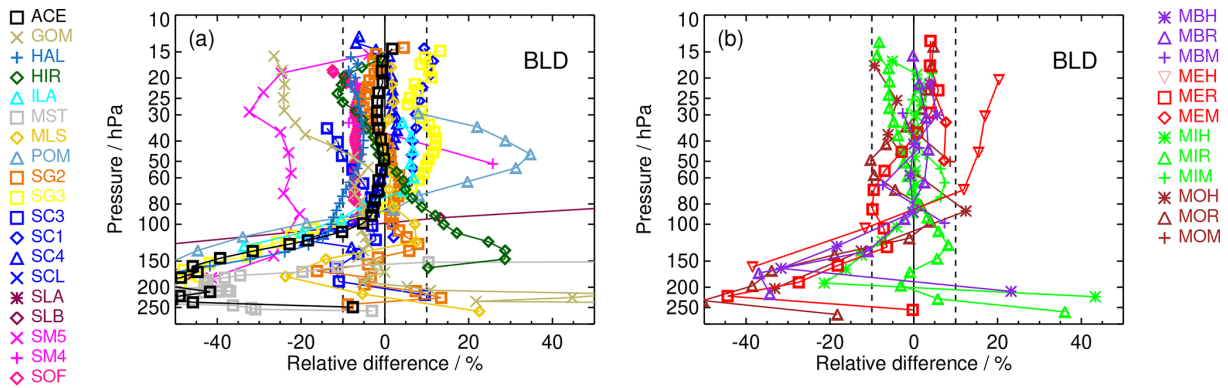 ACE
GOM
HAL
HIR
ILA
MST
MLS
POM
SG2
SG3
SC3
SC1
SC4
SCL
SLA
SLB
SM5
SM4
SOF
(a)
BLD
10
15
20
25
30
40
50
60
80
100
150
200
250
Pressure / hPa
-40
-20
0
20
40
Relative difference / %
(b)
BLD
10
15
20
25
30
40
50
60
80
100
150
200
250
Pressure / hPa
-40
-20
0
20
40
Relative difference / %
MBH
MBR
MBM
MEH
MER
MEM
MIH
MIR
MIM
MOH
MOR
MOM